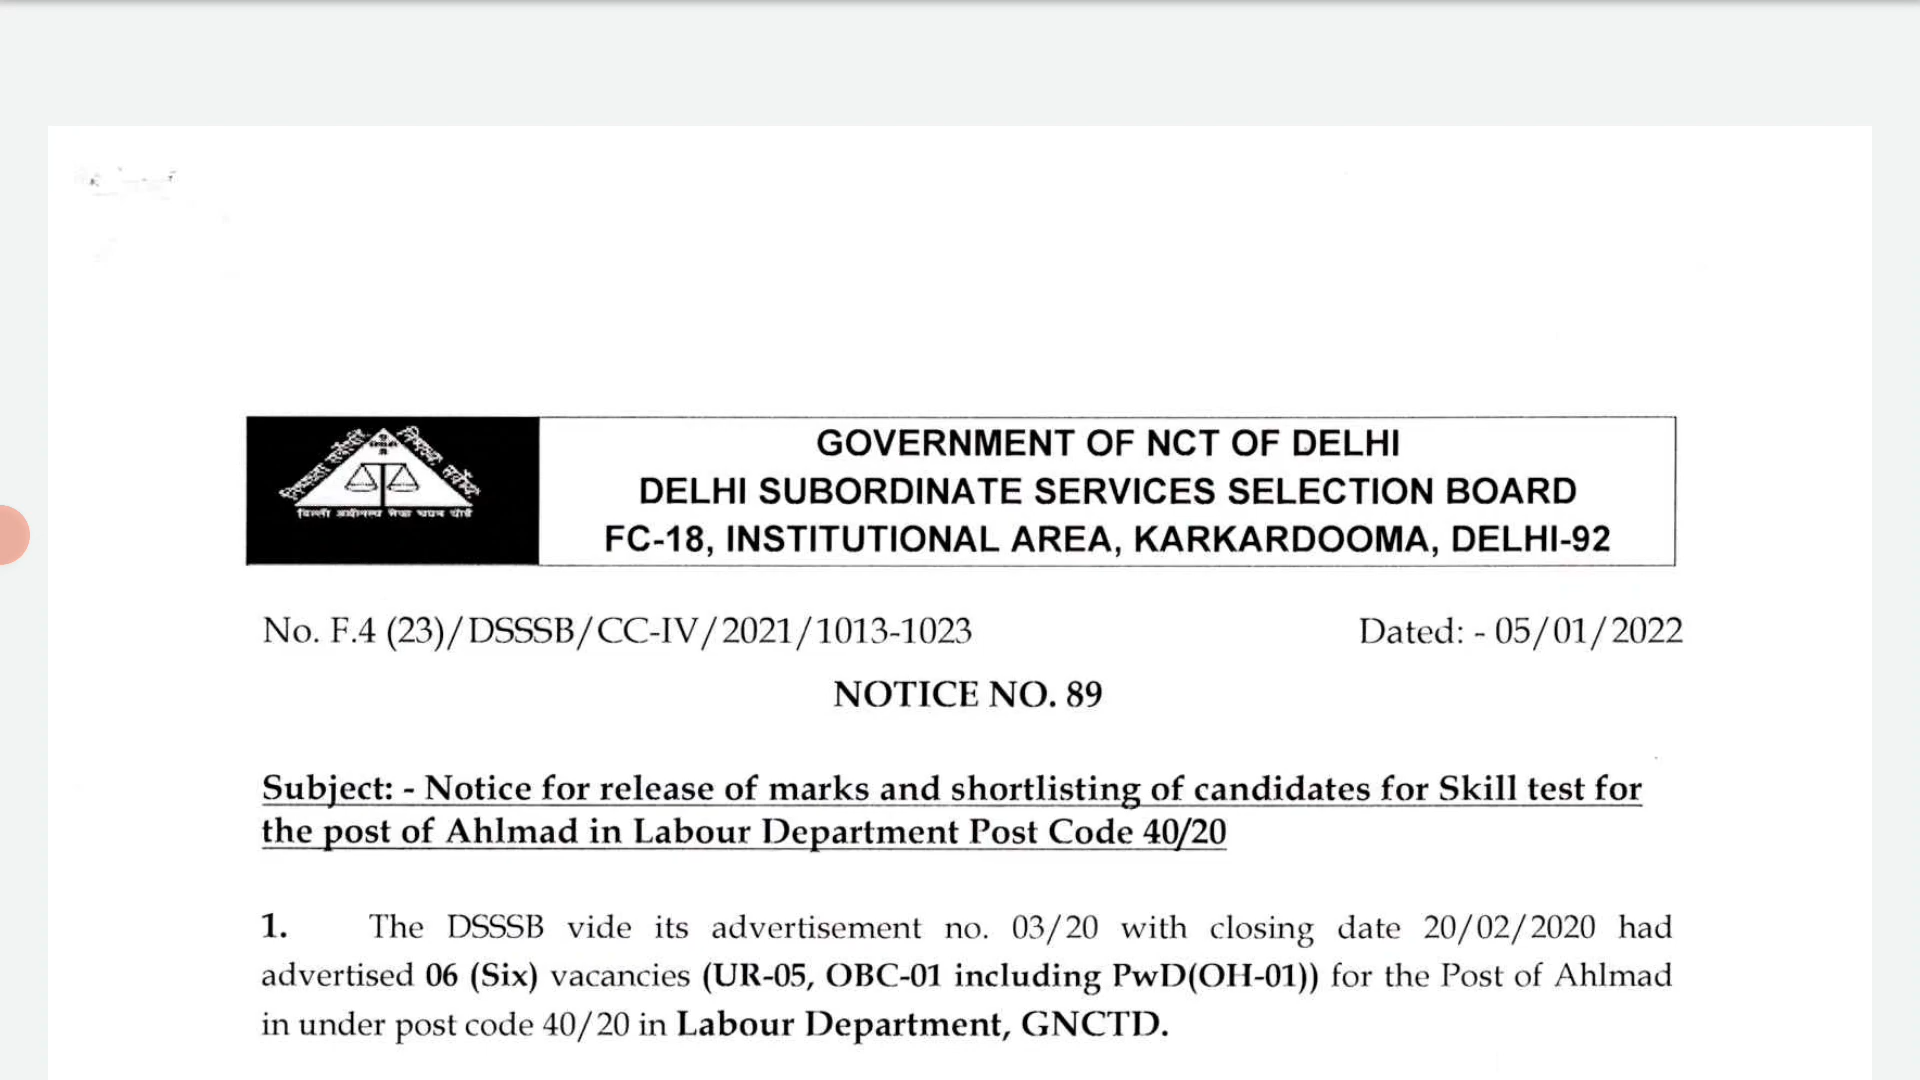 GOVERNMENT OF NCT OF DELHI
DELHI SUBORDINATE SERVICES SELECTION BOARD
FC-18, INSTITUTIONAL AREA, KARKARDOOMA, DELHI-92
दिल्ली अधीनस्थ सेवा चयन बोर्ड
No. F.4 (23)/DSSSB/CC-IV/2021/1013-1023 Dated: - 05/01/2022
NOTICE NO. 89
Subject: - Notice for release of marks and shortlisting of candidates for Skill test for
the post of Ahlmad in Labour Department Post Code 40/20
1. The DSSSB vide its advertisement no. 03/20 with closing date 20/02/2020 had
advertised 06 (Six) vacancies (UR-05, OBC-01 including PwD(OH-01)) for the Post of Ahlmad
in under post code 40/20 in Labour Department, GNCTD.